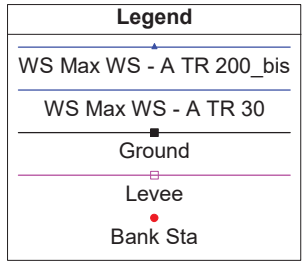 Legend
WS Max WS - A TR 200_bis
WS Max WS - A TR 30
Ground
Levee
Bank Sta